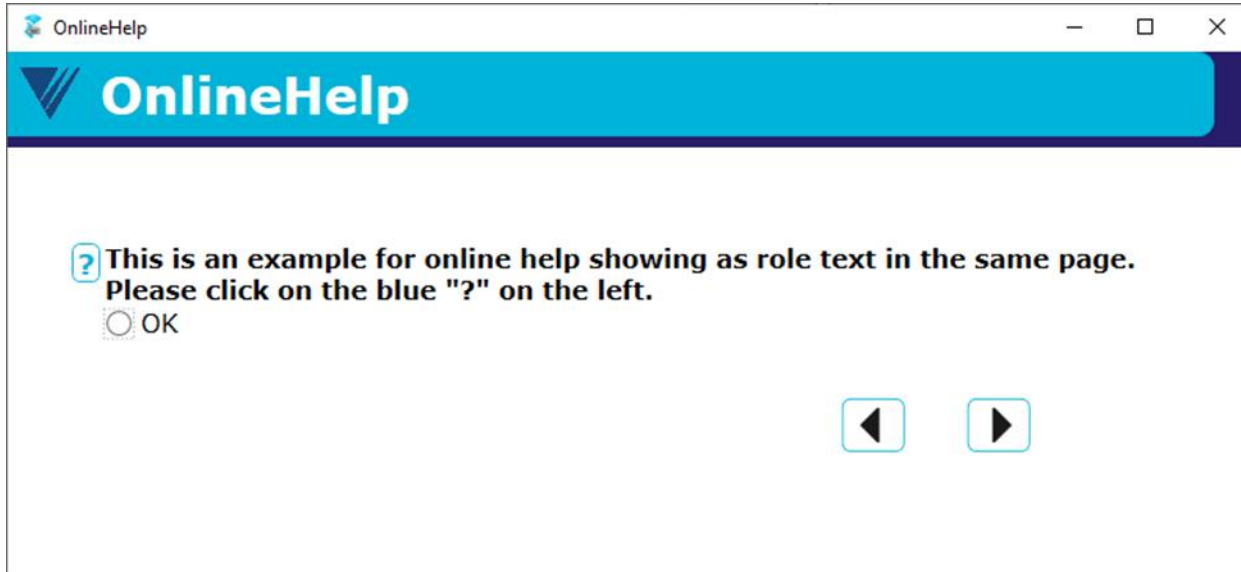 OnlineHelp
OnlineHelp
? This is an example for online help showing as role text in the same page.
Please click on the blue "?" on the left.
OK